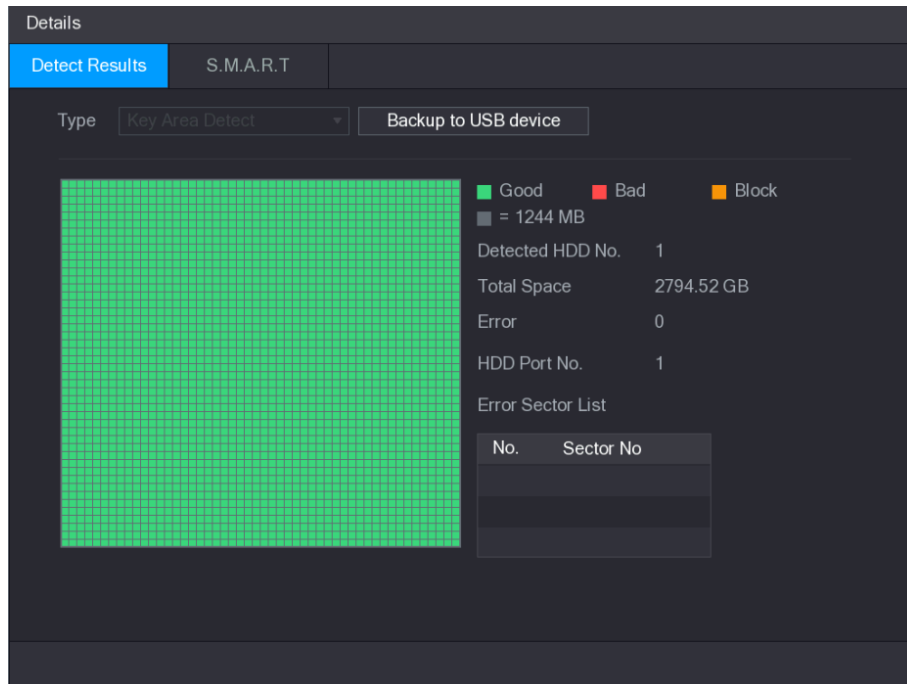 Details
Detect Results S.M.A.R.T
Type Key Area Detect Backup to USB device
Good Bad Block
= 1244 MB
Detected HDD No. 1
Total Space 2794.52 GB
Error 0
HDD Port No. 1
Error Sector List
No. Sector No